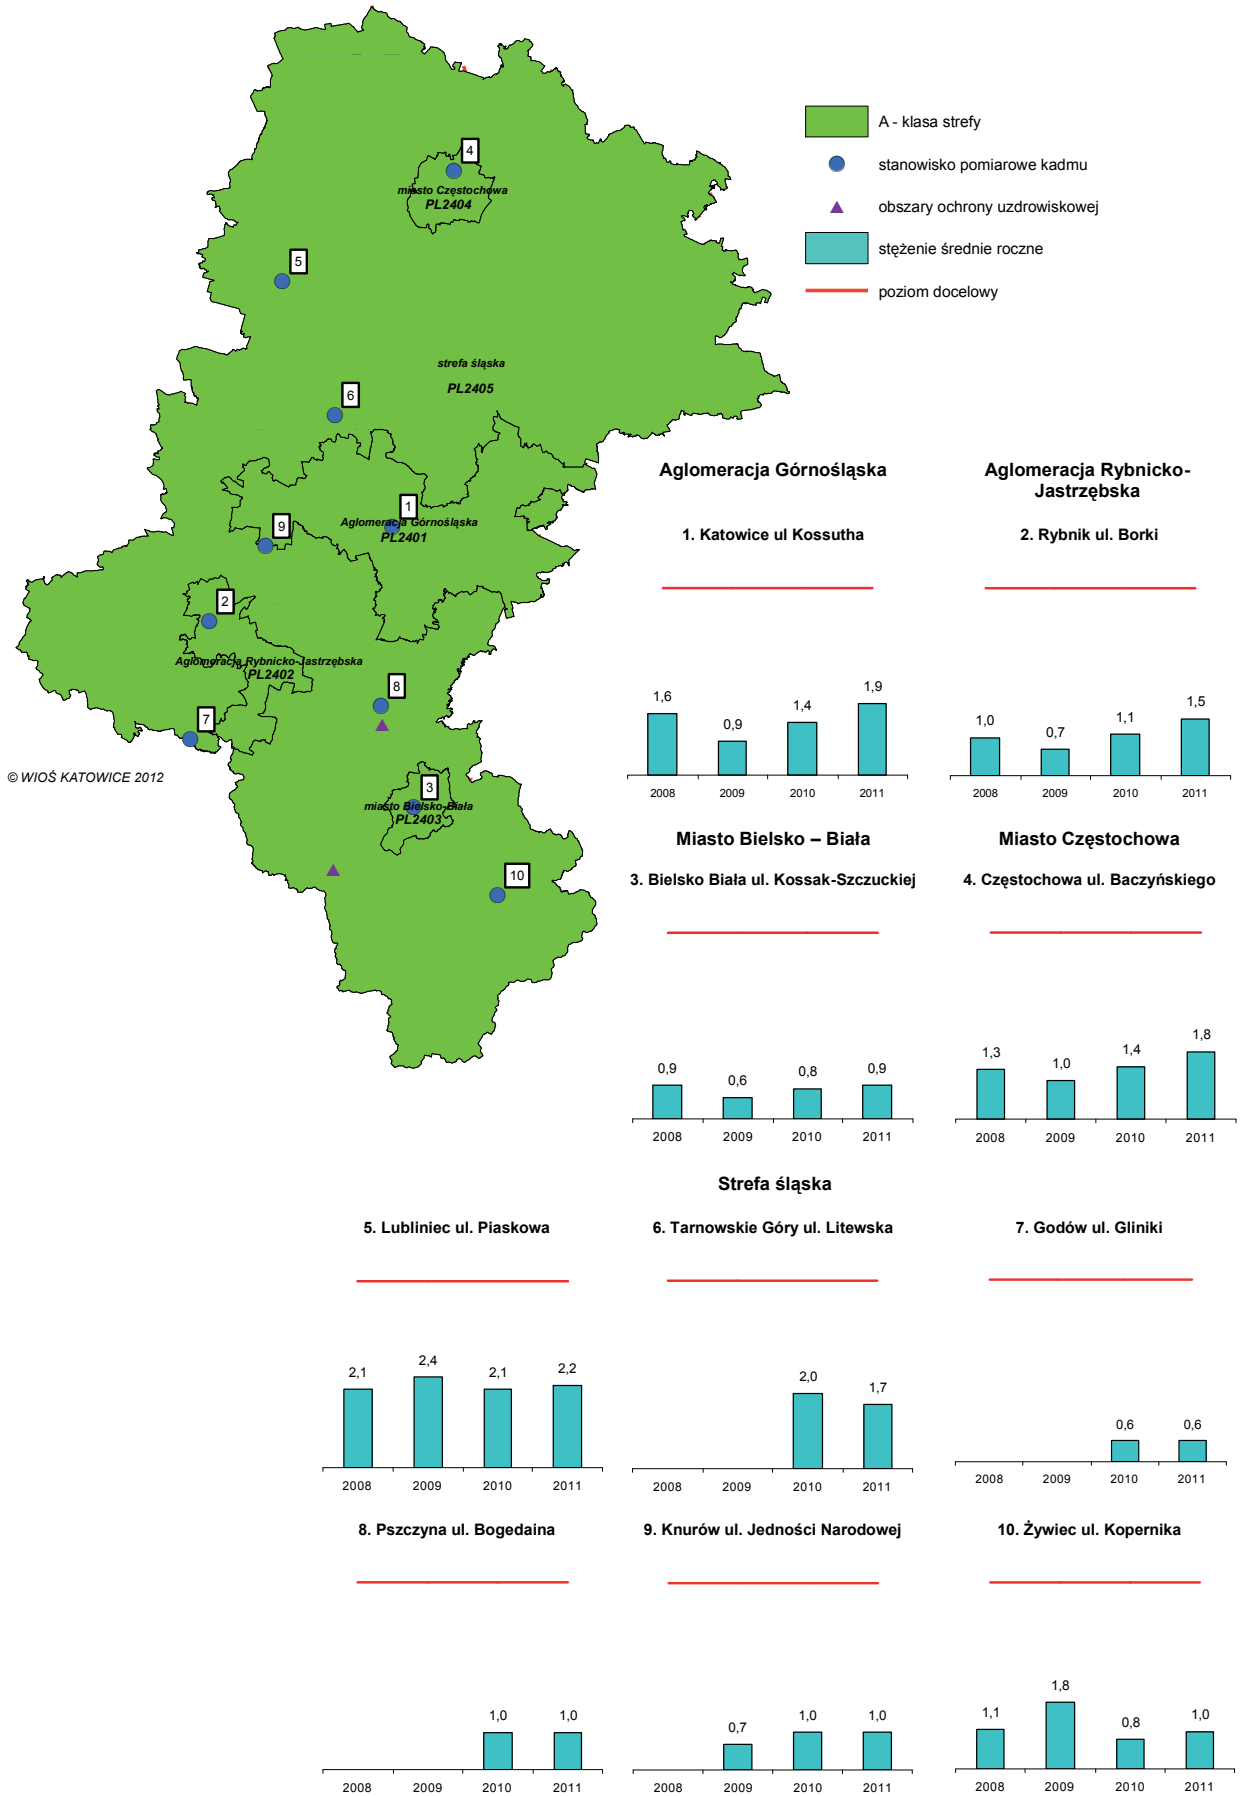 A - klasa strefy
stanowisko pomiarowe kadmu
obszary ochrony uzdrowiskowej
stężenie średnie roczne
poziom docelowy
4
miasto Częstochowa
PL2404
5
strefa śląska
PL2405
6
1
Aglomeracja Górnośląska
PL2401
9
2
Aglomeracja Rybnicko-Jastrzębska
PL2402
8
7
© WIOŚ KATOWICE 2012
3
miasto Bielsko-Biała
PL2403
10
Aglomeracja Górnośląska
1. Katowice ul Kossutha
1,6 0,9 1,4 1,9
2008 2009 2010 2011
Aglomeracja Rybnicko-
Jastrzębska
2. Rybnik ul. Borki
1,0 0,7 1,1 1,5
2008 2009 2010 2011
Miasto Bielsko – Biała
3. Bielsko Biała ul. Kossak-Szczuckiej
0,9 0,6 0,8 0,9
2008 2009 2010 2011
Miasto Częstochowa
4. Częstochowa ul. Baczyńskiego
1,3 1,0 1,4 1,8
2008 2009 2010 2011
Strefa śląska
5. Lubliniec ul. Piaskowa
2,1 2,4 2,1 2,2
2008 2009 2010 2011
6. Tarnowskie Góry ul. Litewska
2,0 1,7
2008 2009 2010 2011
7. Godów ul. Gliniki
0,6 0,6
2008 2009 2010 2011
8. Pszczyna ul. Bogedaina
1,0 1,0
2008 2009 2010 2011
9. Knurów ul. Jedności Narodowej
0,7 1,0 1,0
2008 2009 2010 2011
10. Żywiec ul. Kopernika
1,1 1,8 0,8 1,0
2008 2009 2010 2011